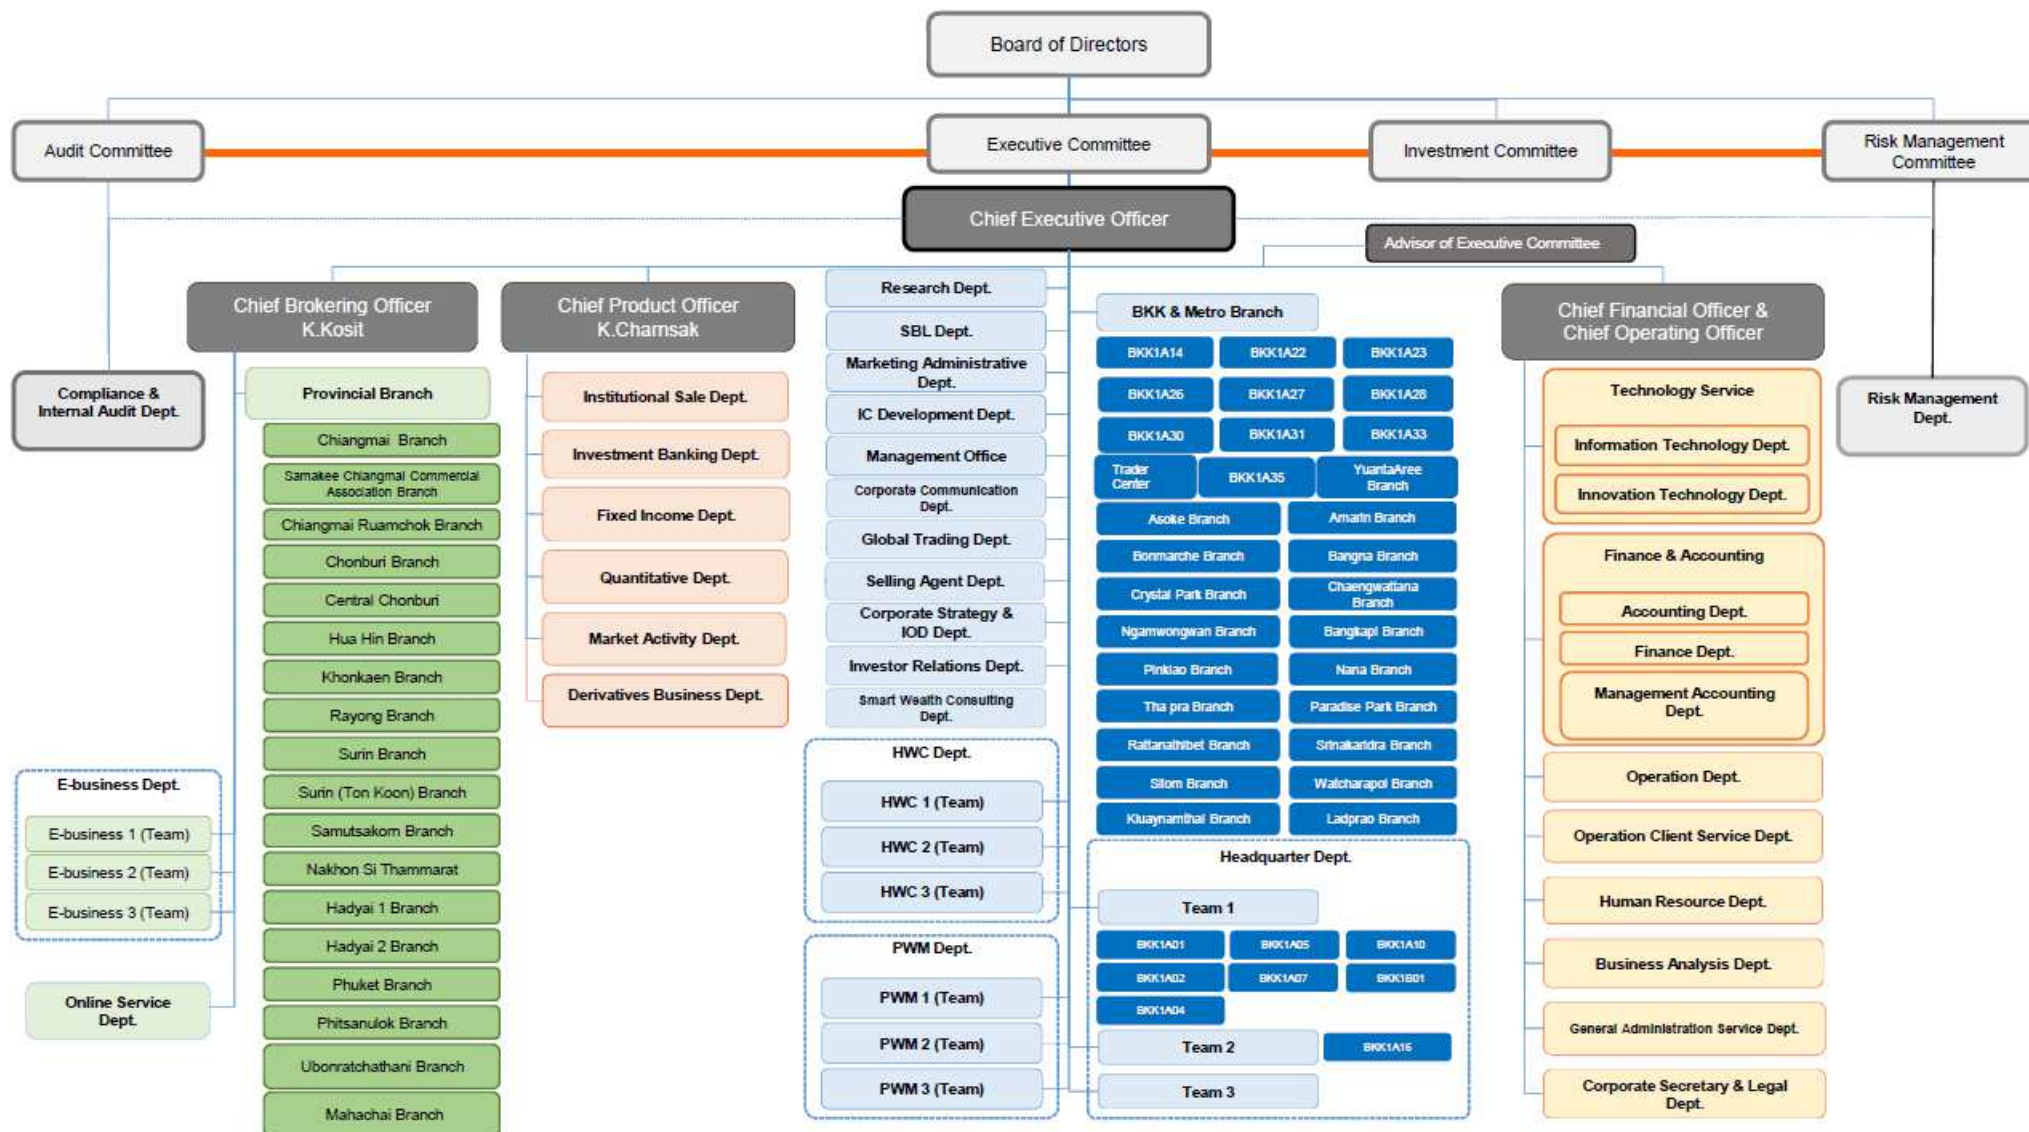 Board of Directors
Audit Committee
Executive Committee
Investment Committee
Risk Management
Committee
Chief Executive Officer
Advisor of Executive Committee
Chief Brokering Officer
K.Kosit
Chief Product Officer
K.Charnsak
Chief Financial Officer &
Chief Operating Officer
Compliance &
Internal Audit Dept.
Risk Management
Dept.
Provincial Branch
Chiangmai Branch
Samakee Chiangmai Commercial
Association Branch
Chiangmai Ruamchok Branch
Chonburi Branch
Central Chonburi
Hua Hin Branch
Khonkaen Branch
Rayong Branch
Surin Branch
Surin (Ton Koon) Branch
Samutsakorn Branch
Nakhon Si Thammarat
Hadyai 1 Branch
Hadyai 2 Branch
Phuket Branch
Phitsanulok Branch
Ubonratchathani Branch
Mahachai Branch
E-business Dept.
E-business 1 (Team)
E-business 2 (Team)
E-business 3 (Team)
Online Service
Dept.
Institutional Sale Dept.
Investment Banking Dept.
Fixed Income Dept.
Quantitative Dept.
Market Activity Dept.
Derivatives Business Dept.
Research Dept.
SBL Dept.
Marketing Administrative
Dept.
IC Development Dept.
Management Office
Corporate Communication
Dept.
Global Trading Dept.
Selling Agent Dept.
Corporate Strategy &
IOD Dept.
Investor Relations Dept.
Smart Wealth Consulting
Dept.
HWC Dept.
HWC 1 (Team)
HWC 2 (Team)
HWC 3 (Team)
PWM Dept.
PWM 1 (Team)
PWM 2 (Team)
PWM 3 (Team)
BKK & Metro Branch
BKK1A14
BKK1A22
BKK1A23
BKK1A26
BKK1A27
BKK1A28
BKK1A30
BKK1A31
BKK1A33
Trader
Center
BKK1A35
YuantaAree
Branch
Asoke Branch
Amarin Branch
Bonmarche Branch
Bangna Branch
Crystal Park Branch
Chaengwattana
Branch
Ngamwongwan Branch
Bangkapi Branch
Pinklao Branch
Nana Branch
Tha pra Branch
Paradise Park Branch
Rattanathibet Branch
Srinakaridra Branch
Silom Branch
Watcharapol Branch
Kluaynamthai Branch
Ladprao Branch
Headquarter Dept.
Team 1
BKK1A01
BKK1A05
BKK1A10
BKK1A02
BKK1A07
BKK1B01
BKK1A04
Team 2
BKK1A16
Team 3
Technology Service
Information Technology Dept.
Innovation Technology Dept.
Finance & Accounting
Accounting Dept.
Finance Dept.
Management Accounting
Dept.
Operation Dept.
Operation Client Service Dept.
Human Resource Dept.
Business Analysis Dept.
General Administration Service Dept.
Corporate Secretary & Legal
Dept.